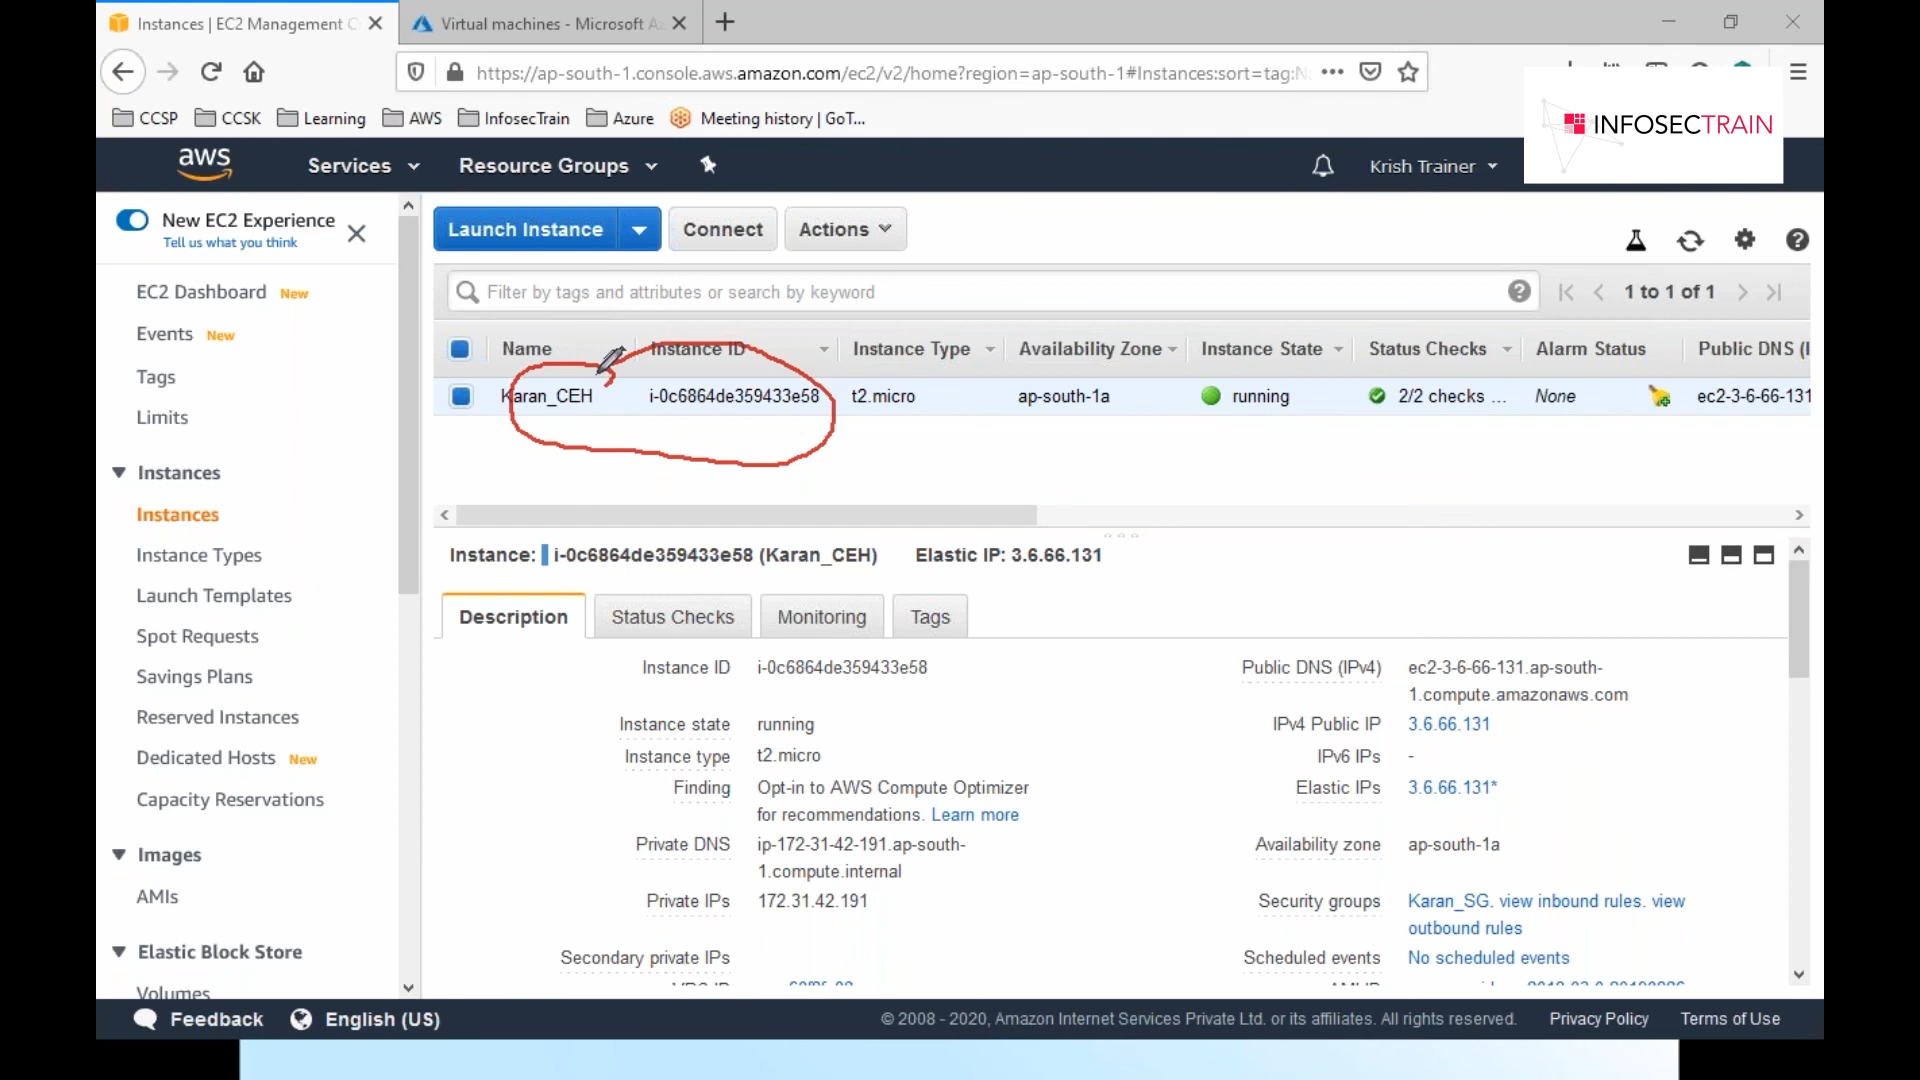 Instances | EC2 Management C
Virtual machines - Microsoft A
https://ap-south-1.console.aws.amazon.com/ec2/v2/home?region=ap-south-1#Instances:sort=tag:N
CCSP CCSK Learning AWS InfosecTrain Azure Meeting history | GoT...
INFOSECTRAIN
aws Services Resource Groups Krish Trainer
New EC2 Experience
Tell us what you think
EC2 Dashboard New
Events New
Tags
Limits
Instances
Instances
Instance Types
Launch Templates
Spot Requests
Savings Plans
Reserved Instances
Dedicated Hosts New
Capacity Reservations
Images
AMIs
Elastic Block Store
Volumes
Launch Instance Connect Actions
Filter by tags and attributes or search by keyword 1 to 1 of 1
Name Instance ID Instance Type Availability Zone Instance State Status Checks Alarm Status Public DNS (I
Karan_CEH i-0c6864de359433e58 t2.micro ap-south-1a running 2/2 checks ... None ec2-3-6-66-131
Instance: i-0c6864de359433e58 (Karan_CEH) Elastic IP: 3.6.66.131
Description Status Checks Monitoring Tags
Instance ID i-0c6864de359433e58
Instance state running
Instance type t2.micro
Finding Opt-in to AWS Compute Optimizer
for recommendations. Learn more
Private DNS ip-172-31-42-191.ap-south-
1.compute.internal
Private IPs 172.31.42.191
Secondary private IPs
Public DNS (IPv4) ec2-3-6-66-131.ap-south-
1.compute.amazonaws.com
IPv4 Public IP 3.6.66.131
IPv6 IPs -
Elastic IPs 3.6.66.131*
Availability zone ap-south-1a
Security groups Karan_SG. view inbound rules. view
outbound rules
Scheduled events No scheduled events
Feedback English (US)
© 2008 - 2020, Amazon Internet Services Private Ltd. or its affiliates. All rights reserved. Privacy Policy Terms of Use